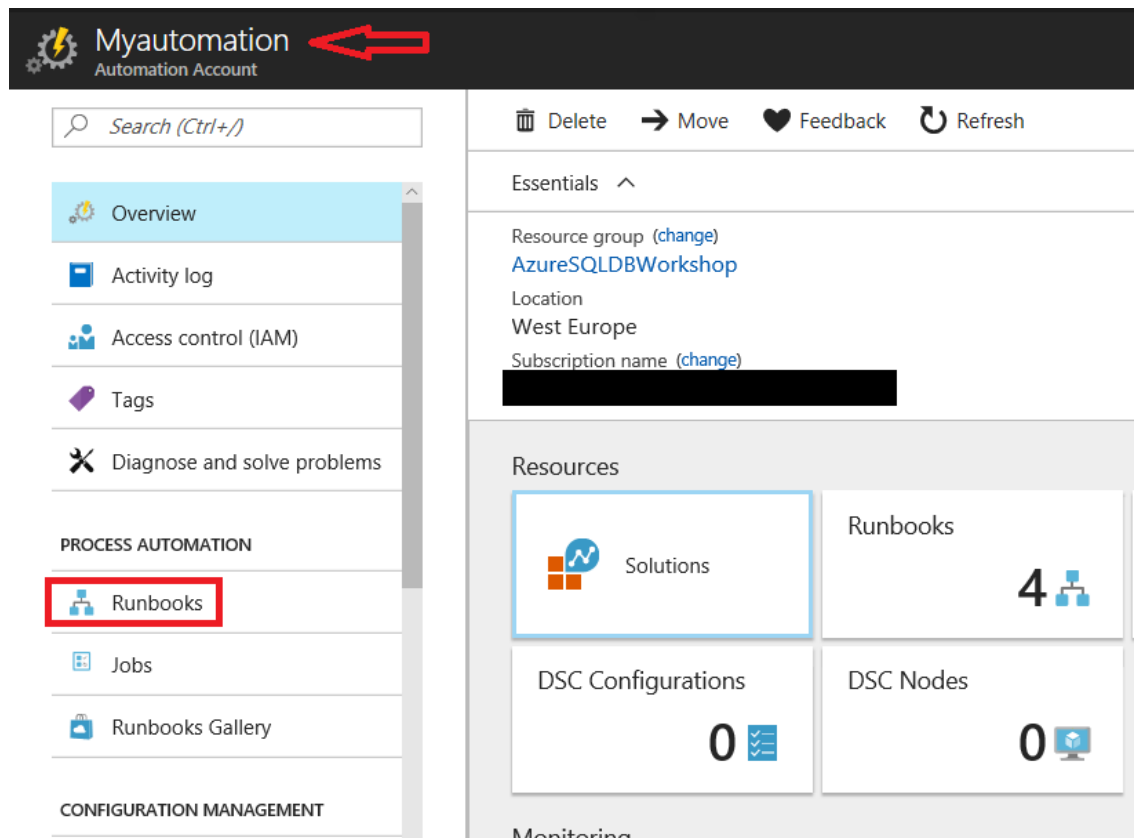 Myautomation
Automation Account
Search (Ctrl+/)
Overview
Activity log
Access control (IAM)
Tags
Diagnose and solve problems
PROCESS AUTOMATION
Runbooks
Jobs
Runbooks Gallery
CONFIGURATION MANAGEMENT
Delete Move Feedback Refresh
Essentials
Resource group (change)
AzureSQLDBWorkshop
Location
West Europe
Subscription name (change)
Resources
Solutions
Runbooks
4
DSC Configurations
0
DSC Nodes
0
Monitoring